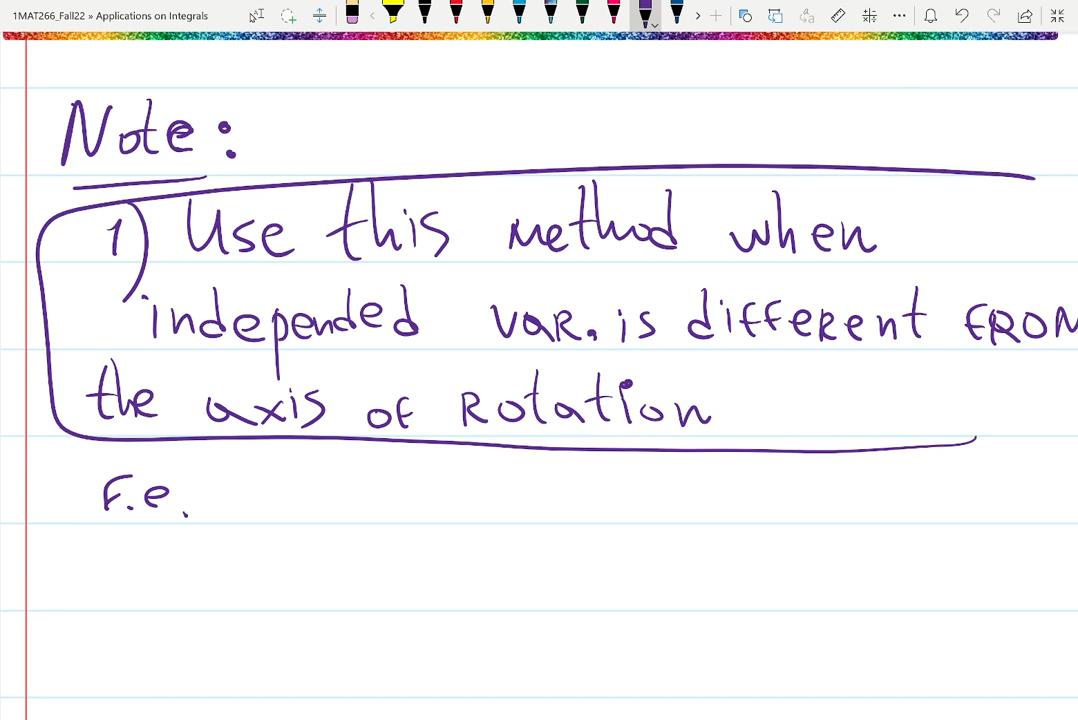 1MAT266_Fall22 » Applications on Integrals
Note:
1) Use this method when
independed var. is different FROM
the axis of Rotation
F.e.